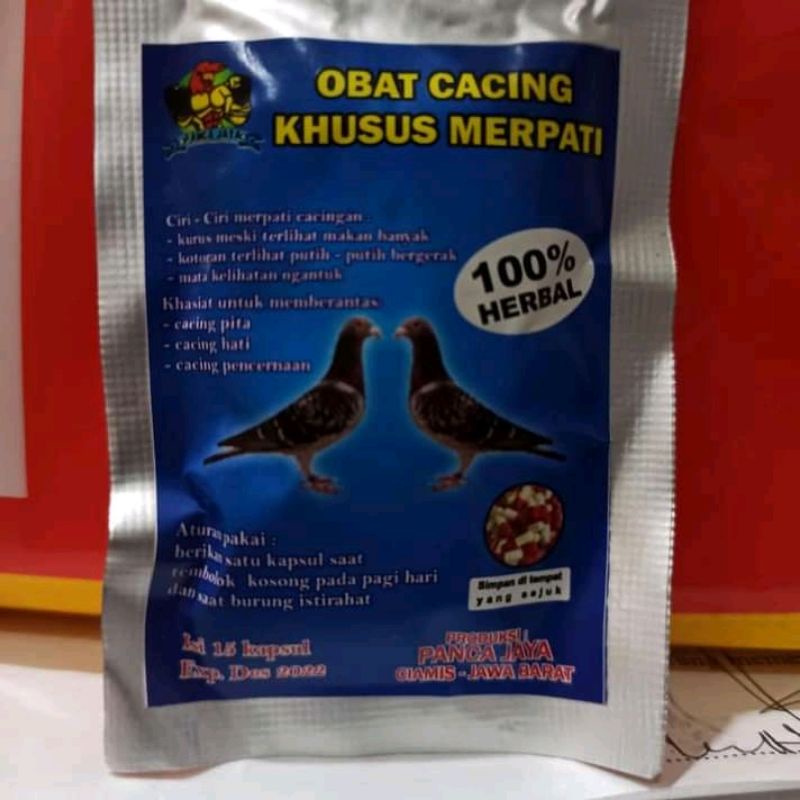 OBAT CACING
KHUSUS MERPATI
Ciri - Ciri merpati cacingan :
- kurus meski terlihat makan banyak
- kotoran terlihat putih - putih bergerak
- mata kelihatan ngantuk
Khasiat untuk memberantas
- cacing pita
- cacing hati
- cacing pencernaan
100%
HERBAL
Aturan pakai :
berikan satu kapsul saat
tembolok kosong pada pagi hari
dan saat burung istirahat
Simpan di tempat
yang sejuk
Isi 15 kapsul
Exp. Des 2022
PRODUKSI
PANCA JAYA
CIAMIS - JAWA BARAT